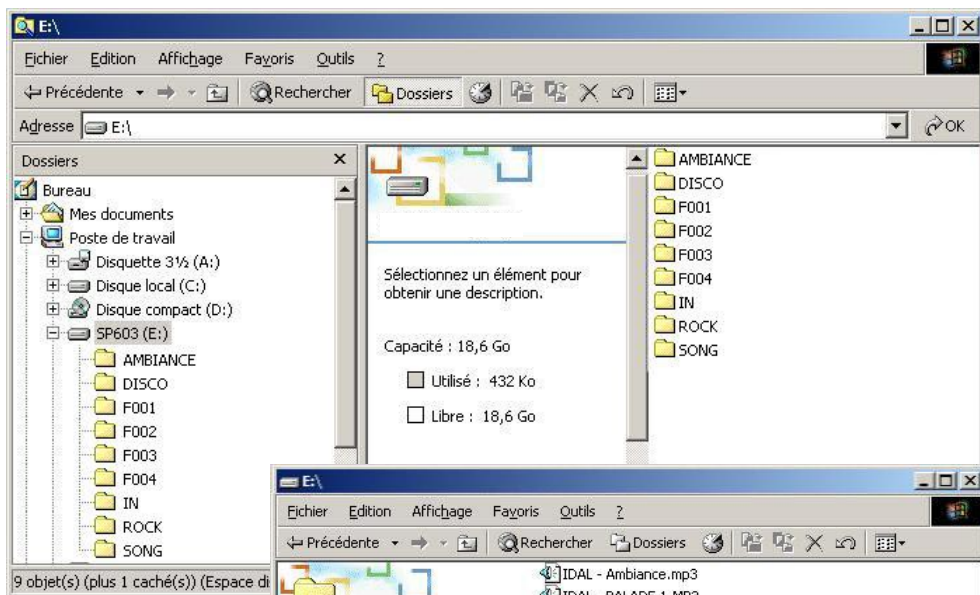 E:\
Fichier Edition Affichage Favoris Outils ?
Précédente Rechercher Dossiers
Adresse E:\ OK
Dossiers
Bureau
Mes documents
Poste de travail
Disquette 3½ (A:)
Disque local (C:)
Disque compact (D:)
SP603 (E:)
AMBIANCE
DISCO
F001
F002
F003
F004
IN
ROCK
SONG
Sélectionnez un élément pour
obtenir une description.
Capacité : 18,6 Go
Utilisé : 432 Ko
Libre : 18,6 Go
AMBIANCE
DISCO
F001
F002
F003
F004
IN
ROCK
SONG
9 objet(s) (plus 1 caché(s)) (Espace di
E:\
Fichier Edition Affichage Favoris Outils ?
Précédente Rechercher Dossiers
IDAL - Ambiance.mp3
IDAL - BALADE 1.MP3